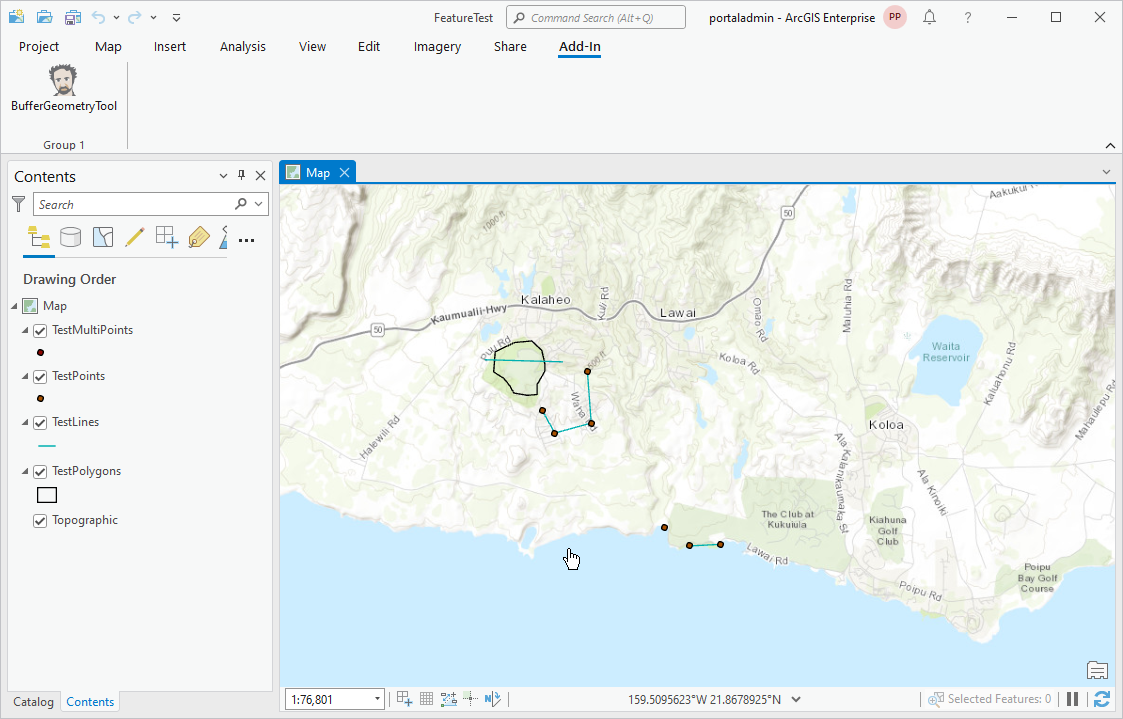 FeatureTest
Command Search (Alt+Q)
portaladmin - ArcGIS Enterprise
PP
Project
Map
Insert
Analysis
View
Edit
Imagery
Share
Add-In
BufferGeometryTool
Group 1
Contents
Search
Drawing Order
Map
TestMultiPoints
TestPoints
TestLines
TestPolygons
Topographic
Catalog
Contents
Map
1000 ft
50
Aakukui Rd
Kalaheo
Kaumualii-Hwy
Kuli Rd
Lawai
Omao Rd
Maluhia Rd
50
Puu Rd
500 ft
Koloa Rd
Waita
Reservoir
Kaluahonu Rd
Mahaulepu Rd
Halewili Rd
Koloa
Ala Kalanikaumaka St
Ala Kinoiki
The Club at
Kukuiula
Kiahuna
Golf
Club
Lawai Rd
Poipu Rd
Poipu
Bay Golf
Course
1:76,801
159.5095623°W 21.8678925°N
Selected Features: 0